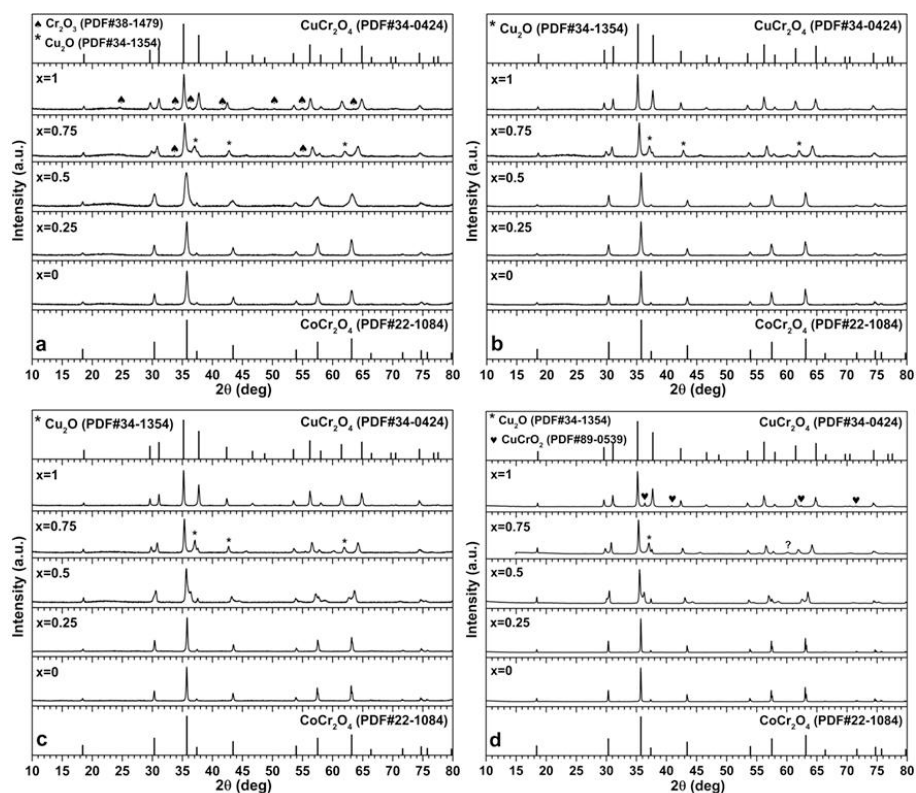 ♠ Cr₂O₃ (PDF#38-1479)
CuCr₂O₄ (PDF#34-0424)
* Cu₂O (PDF#34-1354)
x=1
♠ ♠ ♠ ♠ ♠ ♠ ♠
x=0.75
♠ * * ♠ *
x=0.5
x=0.25
x=0
CoCr₂O₄ (PDF#22-1084)
a
Intensity (a.u.)
10 15 20 25 30 35 40 45 50 55 60 65 70 75 80
2θ (deg)
* Cu₂O (PDF#34-1354)
CuCr₂O₄ (PDF#34-0424)
x=1
x=0.75
* * *
x=0.5
x=0.25
x=0
CoCr₂O₄ (PDF#22-1084)
b
Intensity (a.u.)
10 15 20 25 30 35 40 45 50 55 60 65 70 75 80
2θ (deg)
* Cu₂O (PDF#34-1354)
CuCr₂O₄ (PDF#34-0424)
x=1
x=0.75
* * *
x=0.5
x=0.25
x=0
CoCr₂O₄ (PDF#22-1084)
c
Intensity (a.u.)
10 15 20 25 30 35 40 45 50 55 60 65 70 75 80
2θ (deg)
* Cu₂O (PDF#34-1354)
CuCr₂O₄ (PDF#34-0424)
♥ CuCrO₂ (PDF#89-0539)
x=1
♥ ♥ ♥ ♥
x=0.75
* ?
x=0.5
x=0.25
x=0
CoCr₂O₄ (PDF#22-1084)
d
Intensity (a.u.)
10 15 20 25 30 35 40 45 50 55 60 65 70 75 80
2θ (deg)